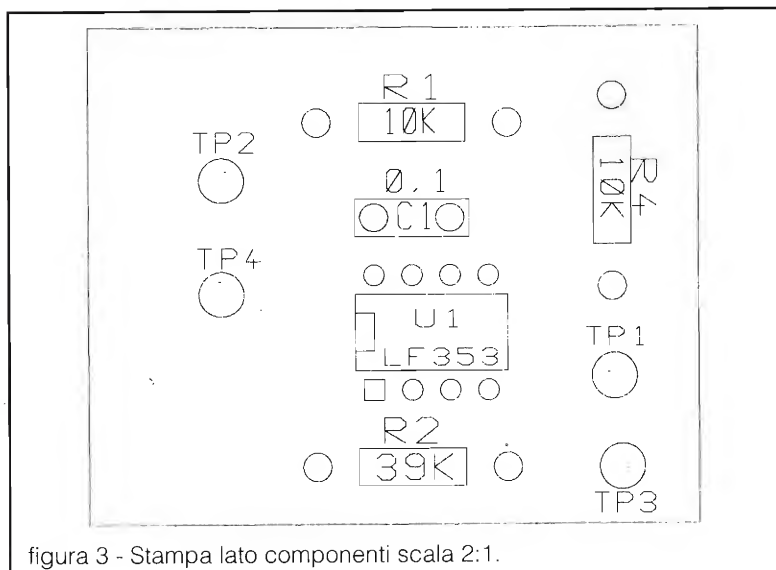 R1
10K
TP2
0.1
C1
R4
10K
TP4
U1
LF353
TP1
R2
39K
TP3
figura 3 - Stampa lato componenti scala 2:1.